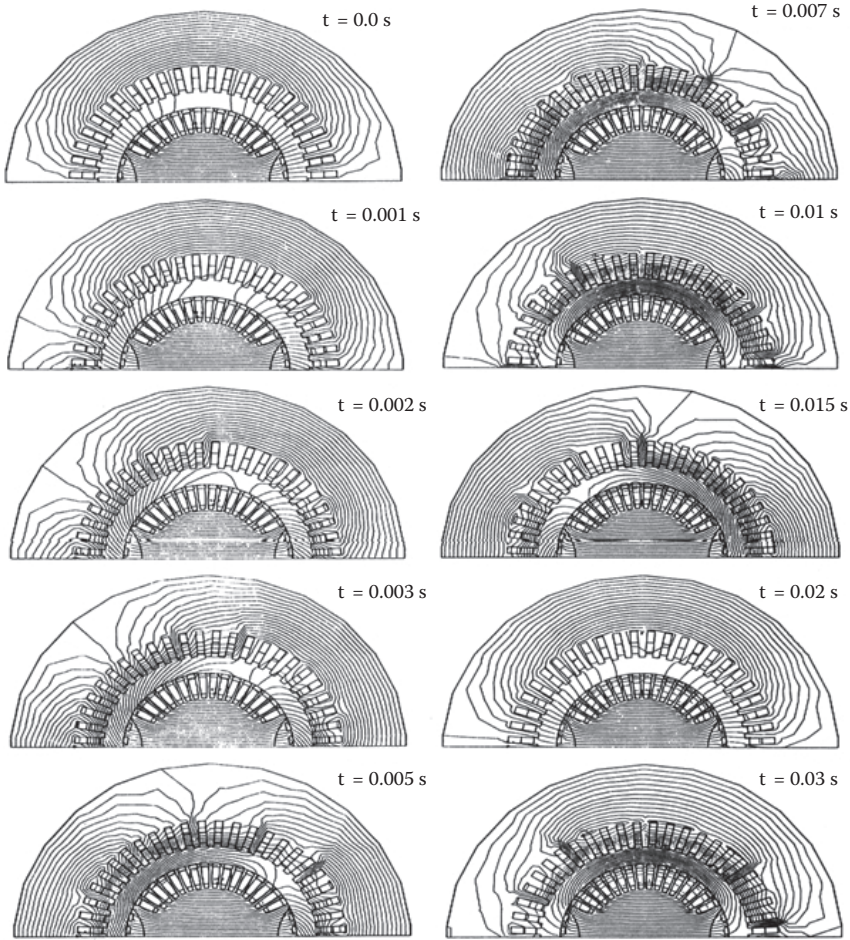 t = 0.0 s
t = 0.001 s
t = 0.002 s
t = 0.003 s
t = 0.005 s
t = 0.007 s
t = 0.01 s
t = 0.015 s
t = 0.02 s
t = 0.03 s